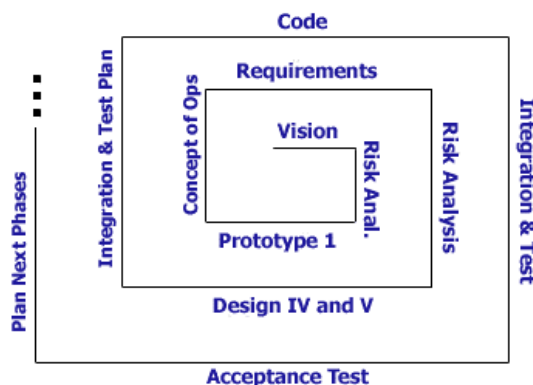 Code
Requirements
Vision
Risk Anal.
Prototype 1
Concept of Ops
Risk Analysis
Design IV and V
Integration & Test Plan
Integration & Test
Acceptance Test
Plan Next Phases